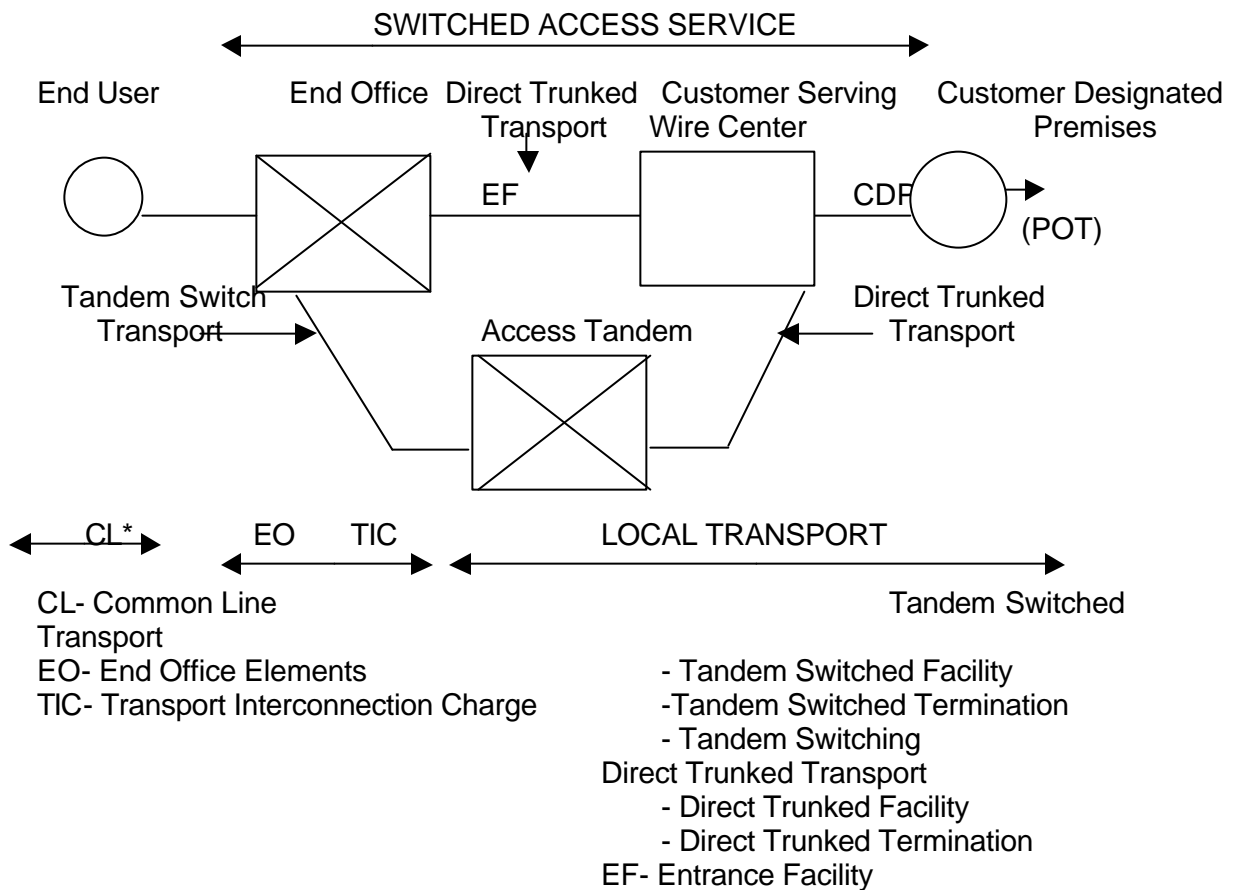 SWITCHED ACCESS SERVICE
End User End Office Direct Trunked Customer Serving Customer Designated
Transport Wire Center Premises
EF CDP
(POT)
Tandem Switch Direct Trunked
Transport Access Tandem Transport
CL* EO TIC LOCAL TRANSPORT
CL- Common Line Tandem Switched
Transport
EO- End Office Elements - Tandem Switched Facility
TIC- Transport Interconnection Charge -Tandem Switched Termination
- Tandem Switching
Direct Trunked Transport
- Direct Trunked Facility
- Direct Trunked Termination
EF- Entrance Facility